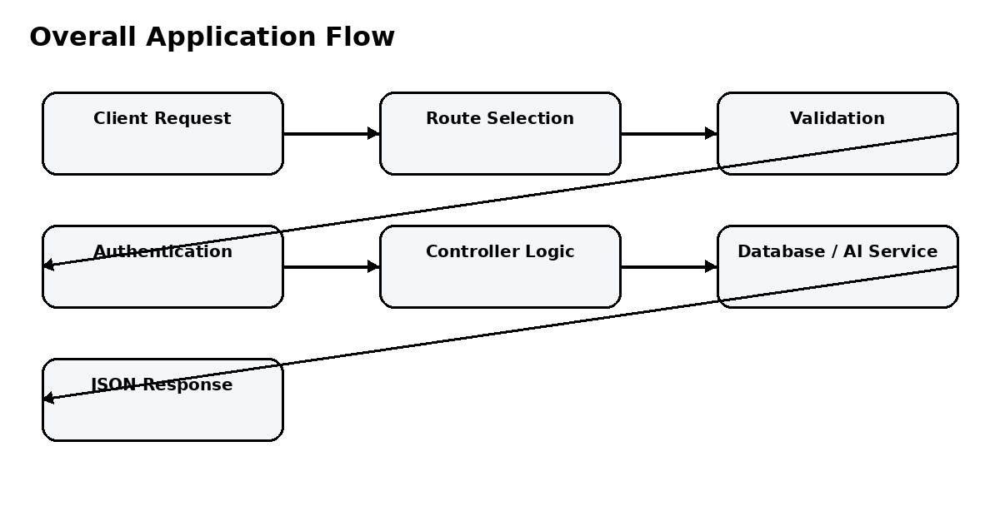 Overall Application Flow
Client Request
Route Selection
Validation
Authentication
Controller Logic
Database / AI Service
JSON Response